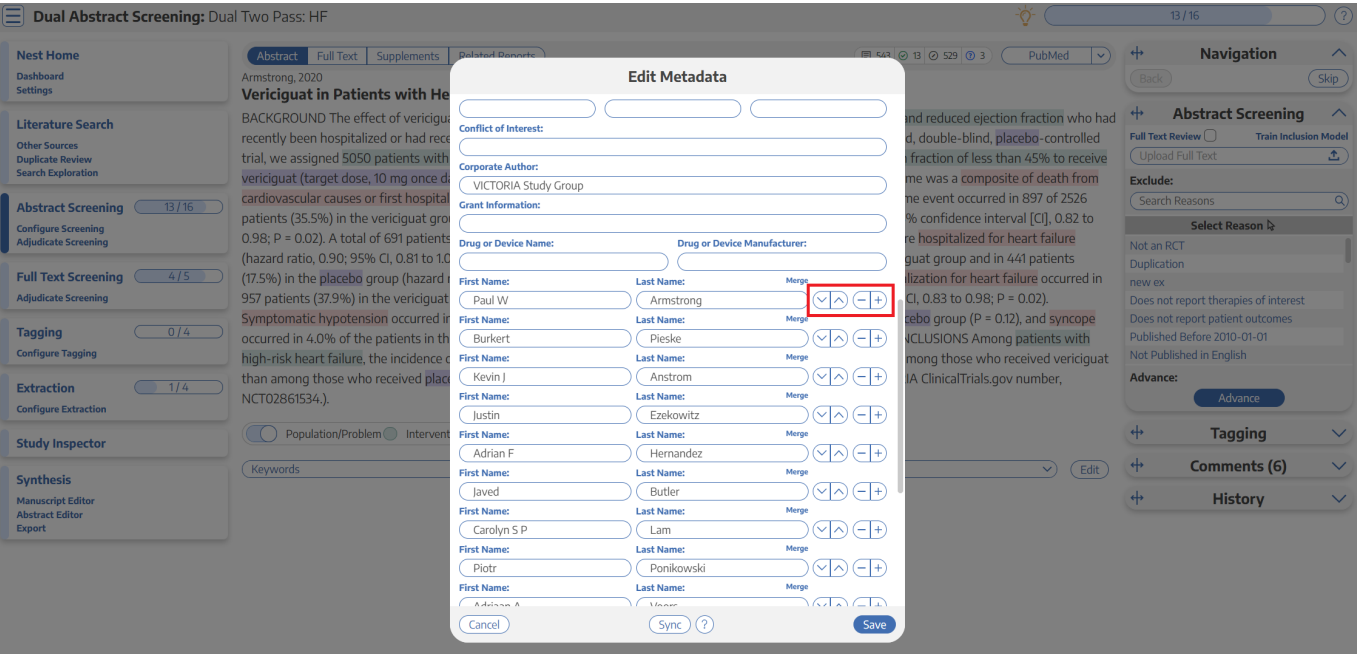 Dual Abstract Screening: Dual Two Pass: HF
13 / 16
?
Nest Home
Dashboard
Settings
Literature Search
Other Sources
Duplicate Review
Search Exploration
Abstract Screening
13 / 16
Configure Screening
Adjudicate Screening
Full Text Screening
4 / 5
Adjudicate Screening
Tagging
0 / 4
Configure Tagging
Extraction
1 / 4
Configure Extraction
Study Inspector
Synthesis
Manuscript Editor
Abstract Editor
Export
Abstract
Full Text
Supplements
Related Reports
543
13
529
3
PubMed
Armstrong, 2020
Vericiguat in Patients with He
BACKGROUND The effect of vericigua and reduced ejection fraction who had
recently been hospitalized or had rece d, double-blind, placebo-controlled
trial, we assigned 5050 patients with fraction of less than 45% to receive
vericiguat (target dose, 10 mg once da me was a composite of death from
cardiovascular causes or first hospital ne event occurred in 897 of 2526
patients (35.5%) in the vericiguat grou % confidence interval [CI], 0.82 to
0.98; P = 0.02). A total of 691 patients re hospitalized for heart failure
(hazard ratio, 0.90; 95% CI, 0.81 to 1.0 guat group and in 441 patients
(17.5%) in the placebo group (hazard r lization for heart failure occurred in
957 patients (37.9%) in the vericiguat CI, 0.83 to 0.98; P = 0.02).
Symptomatic hypotension occurred in cebo group (P = 0.12), and syncope
occurred in 4.0% of the patients in th NCLUSIONS Among patients with
high-risk heart failure, the incidence o mong those who received vericiguat
than among those who received place IA ClinicalTrials.gov number,
NCT02861534.).
Population/Problem
Intervent
Keywords
Edit
Edit Metadata
Conflict of Interest:
Corporate Author:
VICTORIA Study Group
Grant Information:
Drug or Device Name:
Drug or Device Manufacturer:
First Name: Last Name: Merge
Paul W Armstrong
First Name: Last Name: Merge
Burkert Pieske
First Name: Last Name: Merge
Kevin J Anstrom
First Name: Last Name: Merge
Justin Ezekowitz
First Name: Last Name: Merge
Adrian F Hernandez
First Name: Last Name: Merge
Javed Butler
First Name: Last Name: Merge
Carolyn S P Lam
First Name: Last Name: Merge
Piotr Ponikowski
First Name: Last Name: Merge
Adriaan A Voors
Cancel
Sync
?
Save
Navigation
Back
Skip
Abstract Screening
Full Text Review
Train Inclusion Model
Upload Full Text
Exclude:
Search Reasons
Select Reason
Not an RCT
Duplication
new ex
Does not report therapies of interest
Does not report patient outcomes
Published Before 2010-01-01
Not Published in English
Advance:
Advance
Tagging
Comments (6)
History